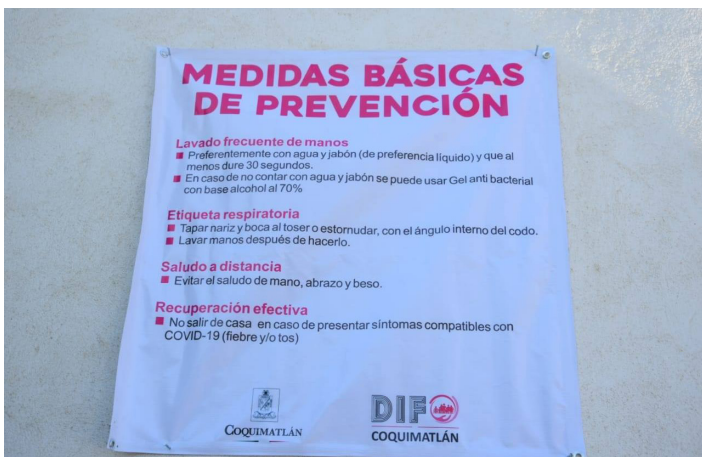 MEDIDAS BÁSICAS
DE PREVENCIÓN
Lavado frecuente de manos
Preferentemente con agua y jabón (de preferencia líquido) y que al
menos dure 30 segundos.
En caso de no contar con agua y jabón se puede usar Gel anti bacterial
con base alcohol al 70%
Etiqueta respiratoria
Tapar nariz y boca al toser o estornudar, con el ángulo interno del codo.
Lavar manos después de hacerlo.
Saludo a distancia
Evitar el saludo de mano, abrazo y beso.
Recuperación efectiva
No salir de casa en caso de presentar síntomas compatibles con
COVID-19 (fiebre y/o tos)
COQUIMATLÁN
DIF
COQUIMATLÁN